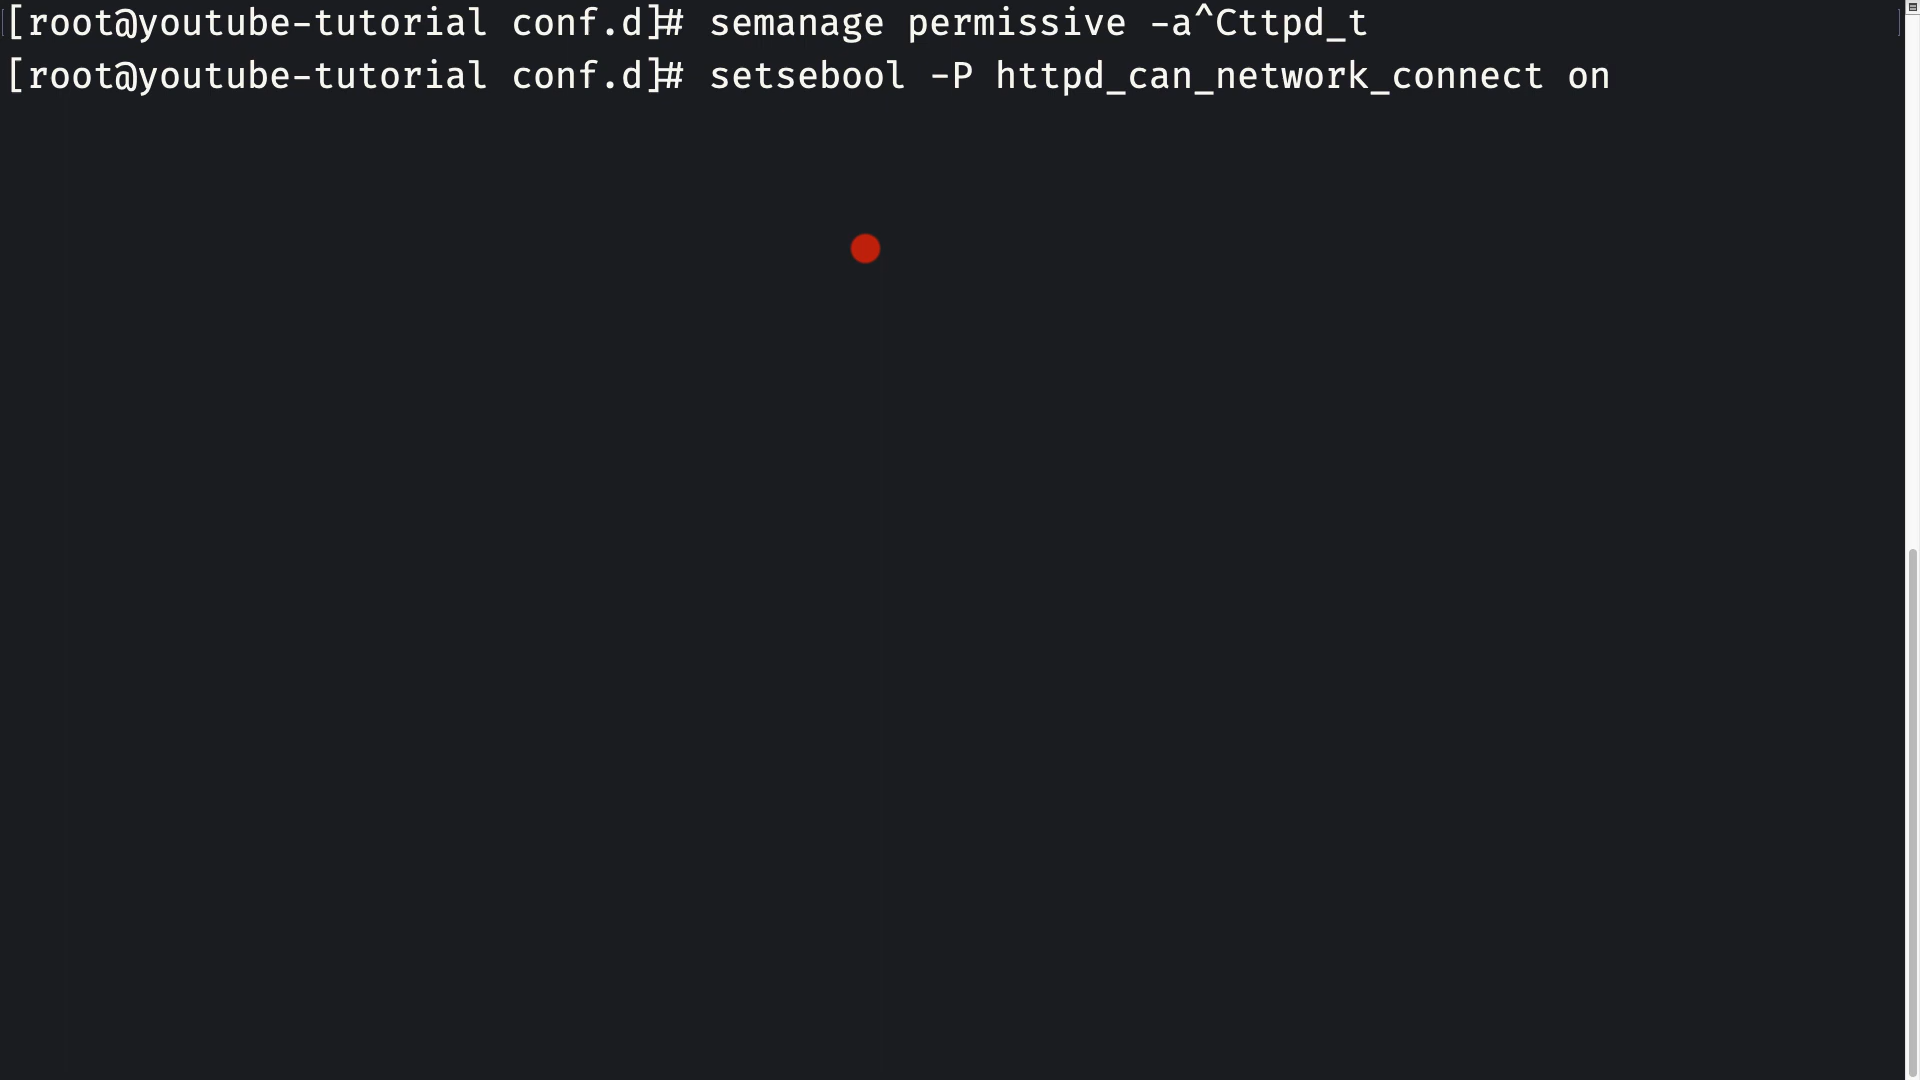 [root@youtube-tutorial conf.d]# semanage permissive -a^Cttpd_t
[root@youtube-tutorial conf.d]# setsebool -P httpd_can_network_connect on